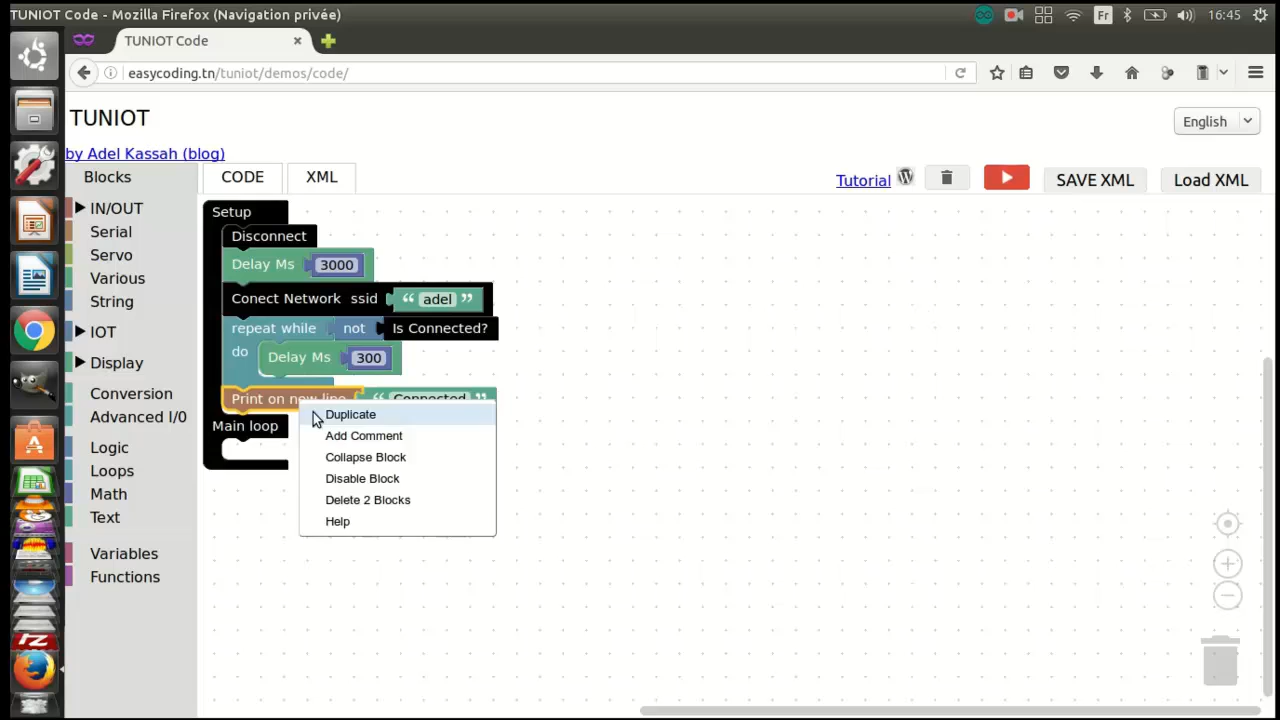 TUNIOT Code - Mozilla Firefox (Navigation privée)
Fr
16:45
TUNIOT Code
easycoding.tn/tuniot/demos/code/
TUNIOT
English
by Adel Kassah (blog)
Blocks
CODE
XML
Tutorial
SAVE XML
Load XML
IN/OUT
Serial
Servo
Various
String
IOT
Display
Conversion
Advanced I/0
Logic
Loops
Math
Text
Variables
Functions
Setup
Disconnect
Delay Ms 3000
Conect Network ssid “ adel ”
repeat while not Is Connected?
do Delay Ms 300
Print on new line “ Connected ”
Main loop
Duplicate
Add Comment
Collapse Block
Disable Block
Delete 2 Blocks
Help